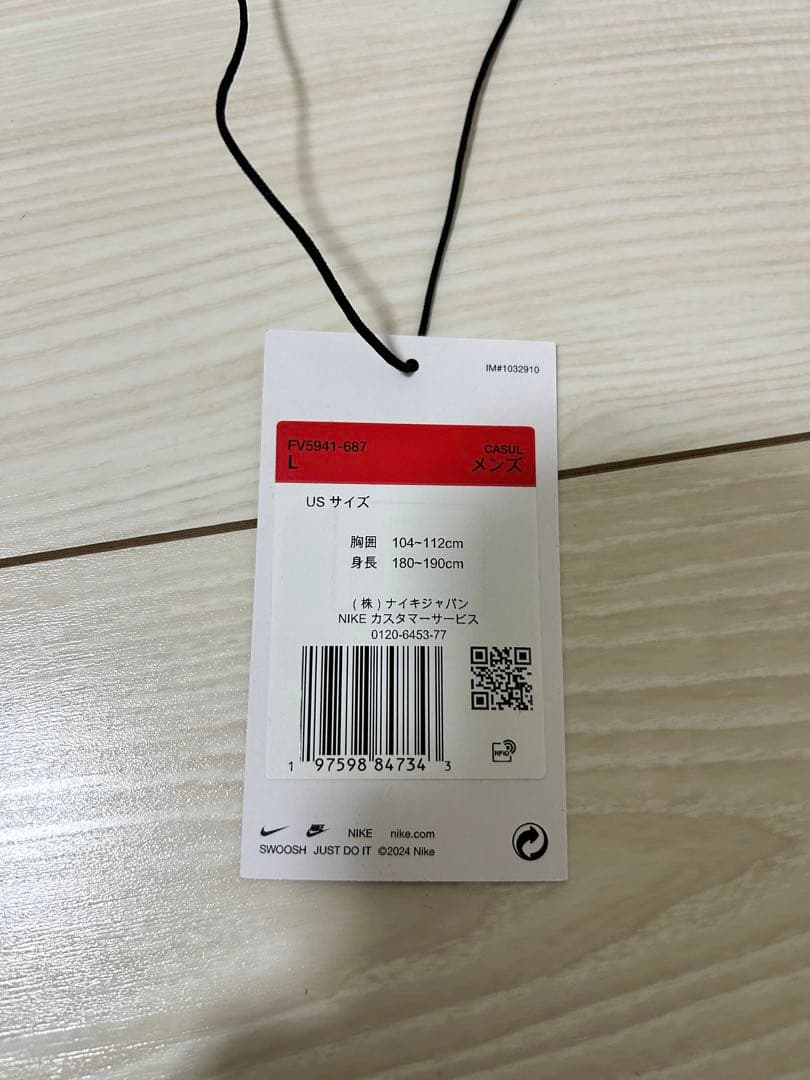 IM#1032910
FV5941-687 CASUL
L メンズ
US サイズ
胸囲 104~112cm
身長 180~190cm
(株)ナイキジャパン
NIKE カスタマーサービス
0120-6453-77
RFID
1 97598 84734 3
NIKE nike.com
SWOOSH JUST DO IT ©2024 Nike